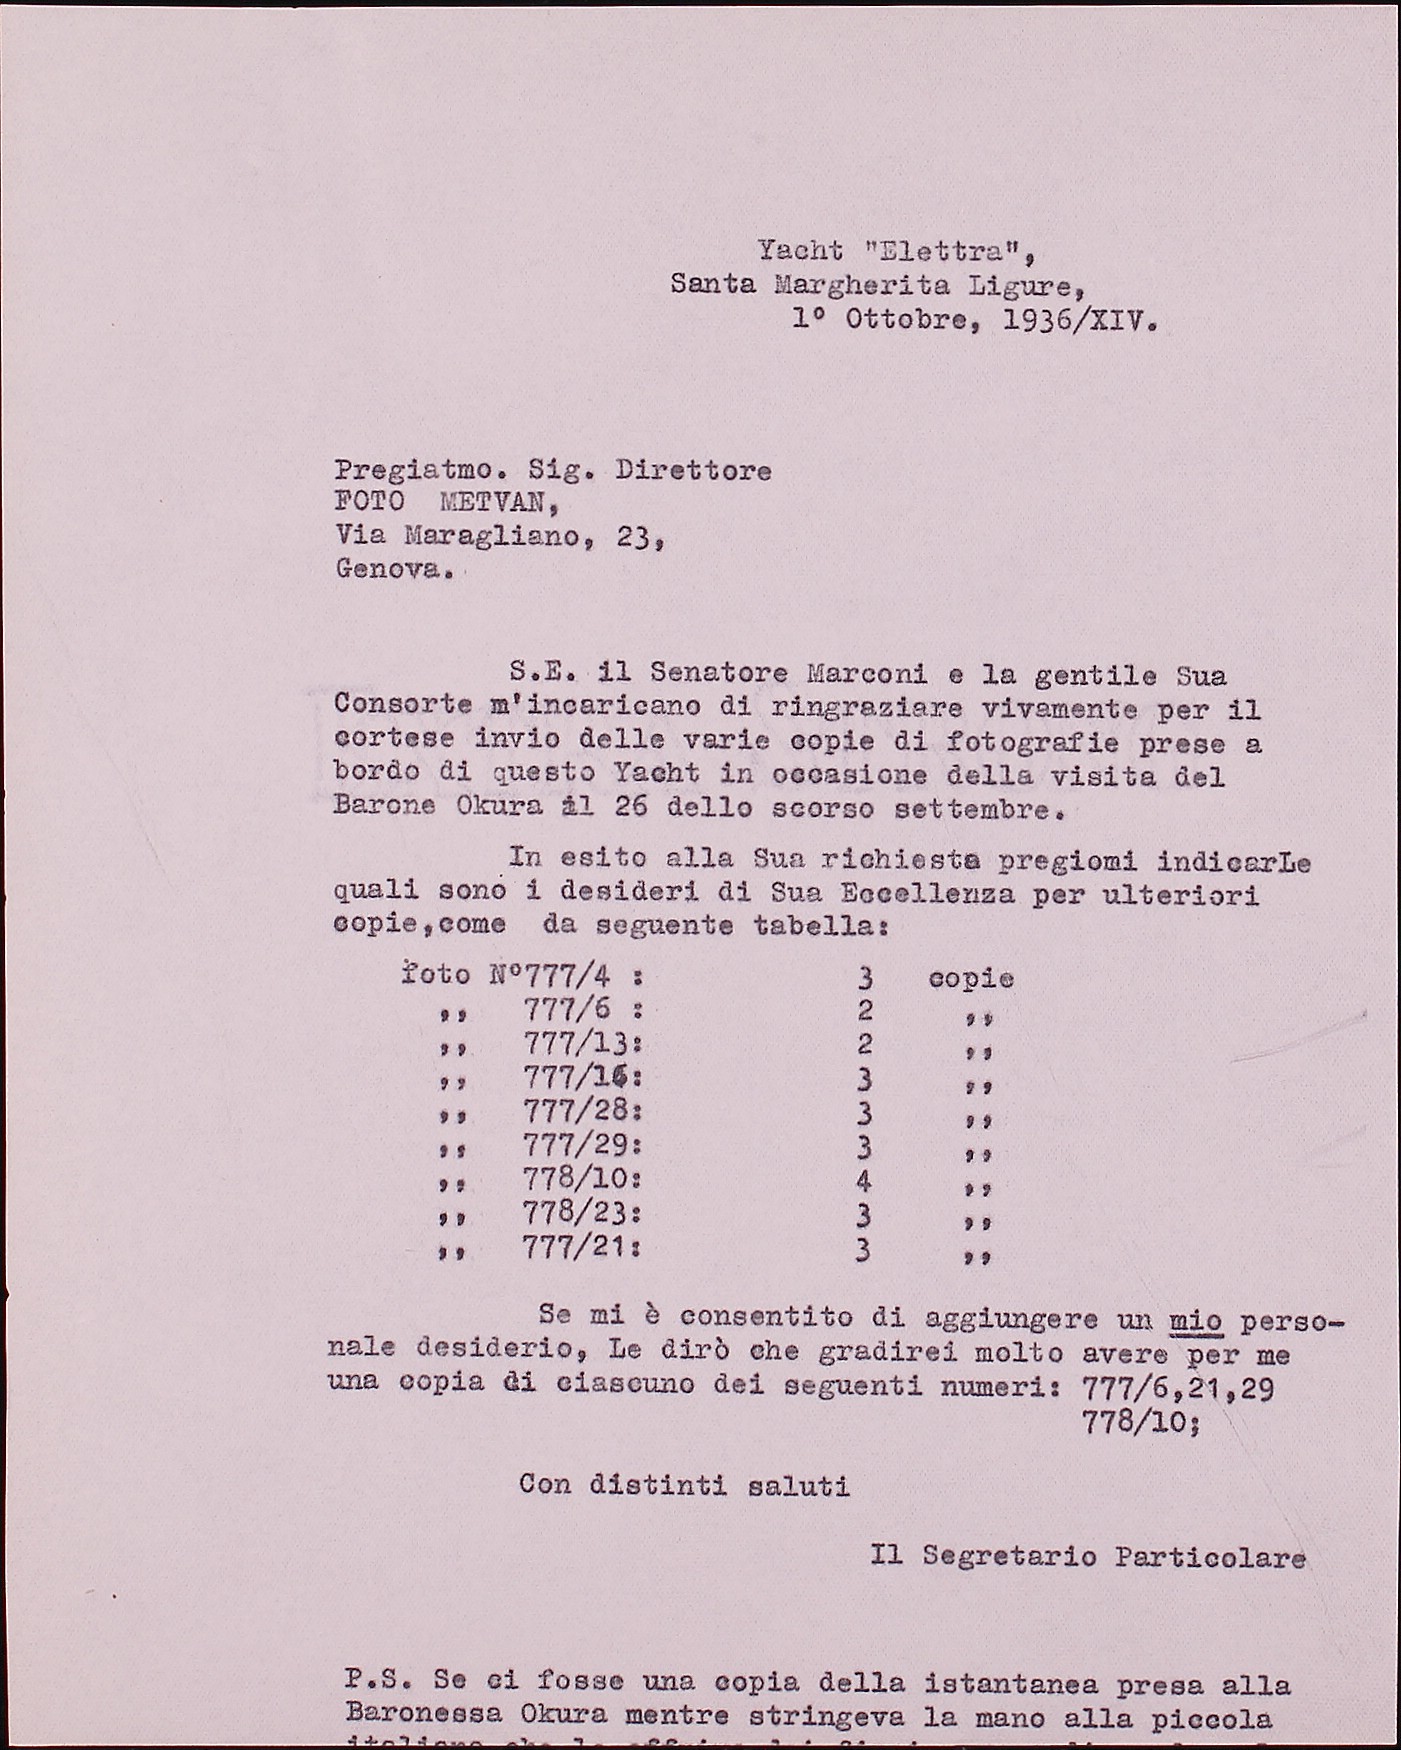 Yacht "Elettra",
Santa Margherita Ligure,
1º Ottobre, 1936/XIV.
Pregiatmo. Sig. Direttore
FOTO METVAN,
Via Maragliano, 23,
Genova.
S.E. il Senatore Marconi e la gentile Sua
Consorte m'incaricano di ringraziare vivamente per il
cortese invio delle varie copie di fotografie prese a
bordo di questo Yacht in occasione della visita del
Barone Okura il 26 dello scorso settembre.
In esito alla Sua richiesta pregiomi indicarLe
quali sono i desideri di Sua Eccellenza per ulteriori
copie,come da seguente tabella:
foto Nº777/4 : 3 copie
,, 777/6 : 2 ,,
,, 777/13: 2 ,,
,, 777/16: 3 ,,
,, 777/28: 3 ,,
,, 777/29: 3 ,,
,, 778/10: 4 ,,
,, 778/23: 3 ,,
,, 777/21: 3 ,,
Se mi è consentito di aggiungere un mio perso-
nale desiderio, Le dirò che gradirei molto avere per me
una copia di ciascuno dei seguenti numeri: 777/6,21,29
778/10;
Con distinti saluti
Il Segretario Particolare
P.S. Se ci fosse una copia della istantanea presa alla
Baronessa Okura mentre stringeva la mano alla piccola